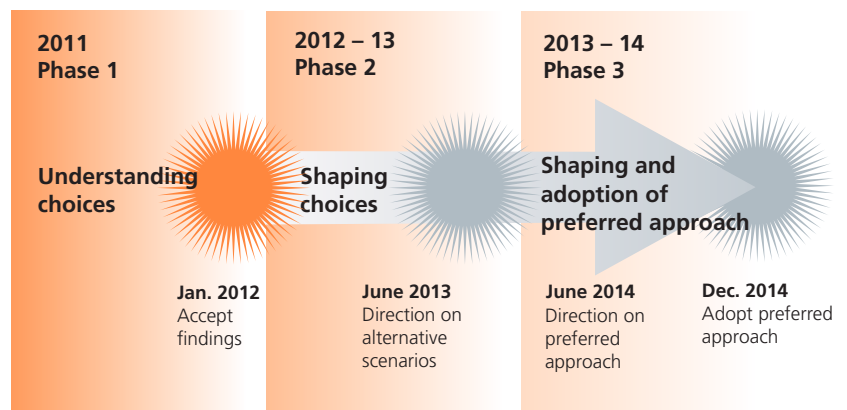 2011
Phase 1
2012 – 13
Phase 2
2013 – 14
Phase 3
Understanding
choices
Shaping
choices
Shaping and
adoption of
preferred approach
Jan. 2012
Accept
findings
June 2013
Direction on
alternative
scenarios
June 2014
Direction on
preferred
approach
Dec. 2014
Adopt preferred
approach